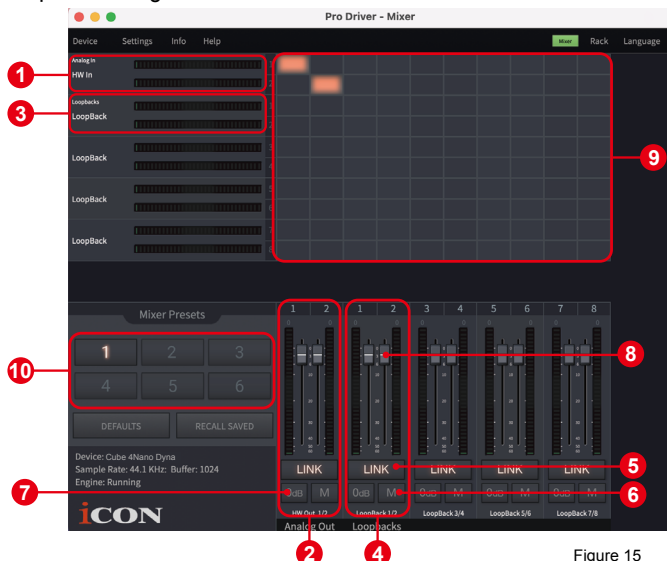 Pro Driver - Mixer
Device Settings Info Help Mixer Rack Language
Analog In
1 HW In
Loopbacks
3 LoopBack
9
LoopBack
LoopBack
LoopBack
Mixer Presets
1 2 1 2 3 4 5 6 7 8
8
10
1 2 3
4 5 6
DEFAULTS RECALL SAVED
Device: Cube 4Nano Dyna
Sample Rate: 44.1 KHz: Buffer: 1024
Engine: Running
LINK LINK LINK LINK LINK 5
7 0dB M 0dB M 0dB M 0dB M 0dB M 6
HW Out 1/2 LoopBack 1/2 LoopBack 3/4 LoopBack 5/6 LoopBack 7/8
iCON
Analog Out Loopbacks
2 4
Figure 15